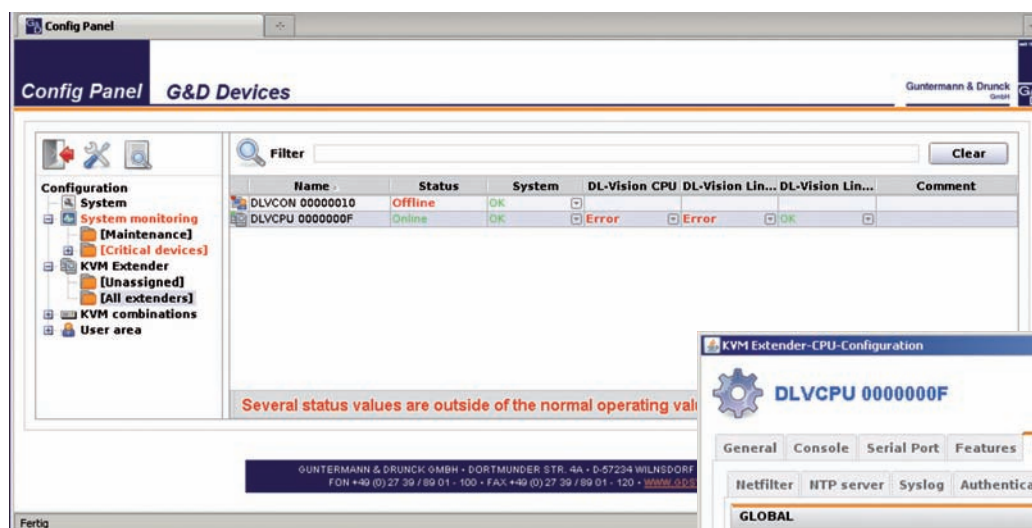 Config Panel
Config Panel G&D Devices
Guntermann & Drunck
GmbH
Filter
Clear
Configuration
System
System monitoring
[Maintenance]
[Critical devices]
KVM Extender
[Unassigned]
[All extenders]
KVM combinations
User area
Name Status System DL-Vision CPU DL-Vision Lin... DL-Vision Lin... Comment
DLVCON 00000010 Offline OK
DLVCPU 0000000F Online OK Error Error OK
Several status values are outside of the normal operating val
GUNTERMANN & DRUNCK GMBH • DORTMUNDER STR. 4A • D-57234 WILNSDORF
FON +49 (0) 27 39 / 89 01 - 100 • FAX +49 (0) 27 39 / 89 01 - 120 • WWW.GDS
Fertig
KVM Extender-CPU-Configuration
DLVCPU 0000000F
General Console Serial Port Features
Netfilter NTP server Syslog Authentica
GLOBAL